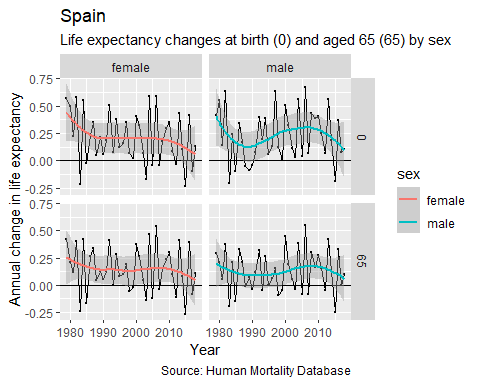 Spain
Life expectancy changes at birth (0) and aged 65 (65) by sex
female male
0.75
0.50
0.25
0.00
-0.25
0
0.75
0.50
0.25
0.00
-0.25
65
Annual change in life expectancy
1980 1990 2000 2010 1980 1990 2000 2010
Year
sex
female
male
Source: Human Mortality Database